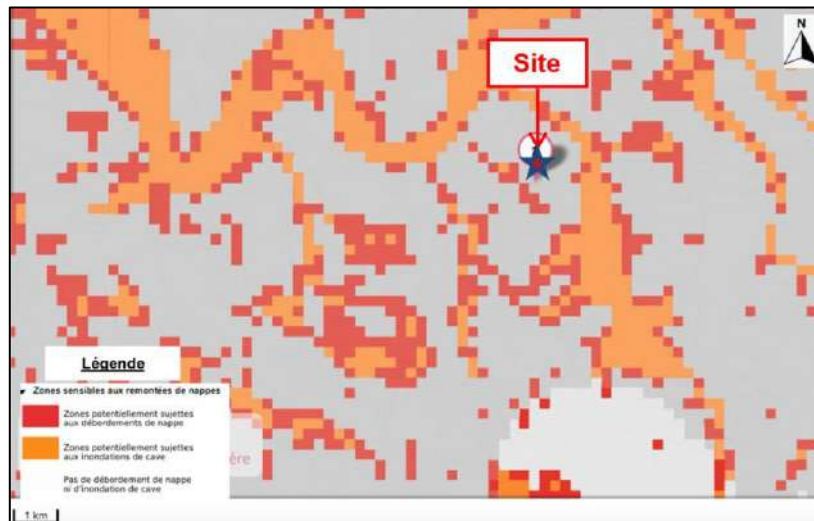 N
Site
Légende
Zones sensibles aux remontées de nappes
Zones potentiellement sujettes
aux débordements de nappe
Zones potentiellement sujettes
aux inondations de cave
Pas de débordement de nappe
ni d'inondation de cave
1 km